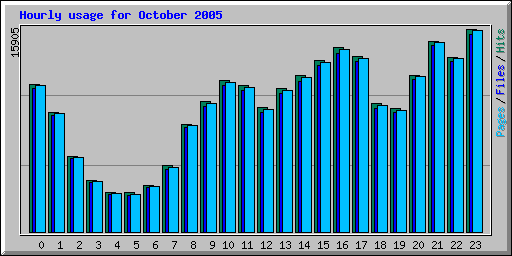 Hourly usage for October 2005
15905
Pages/Files/Hits
0 1 2 3 4 5 6 7 8 9 10 11 12 13 14 15 16 17 18 19 20 21 22 23